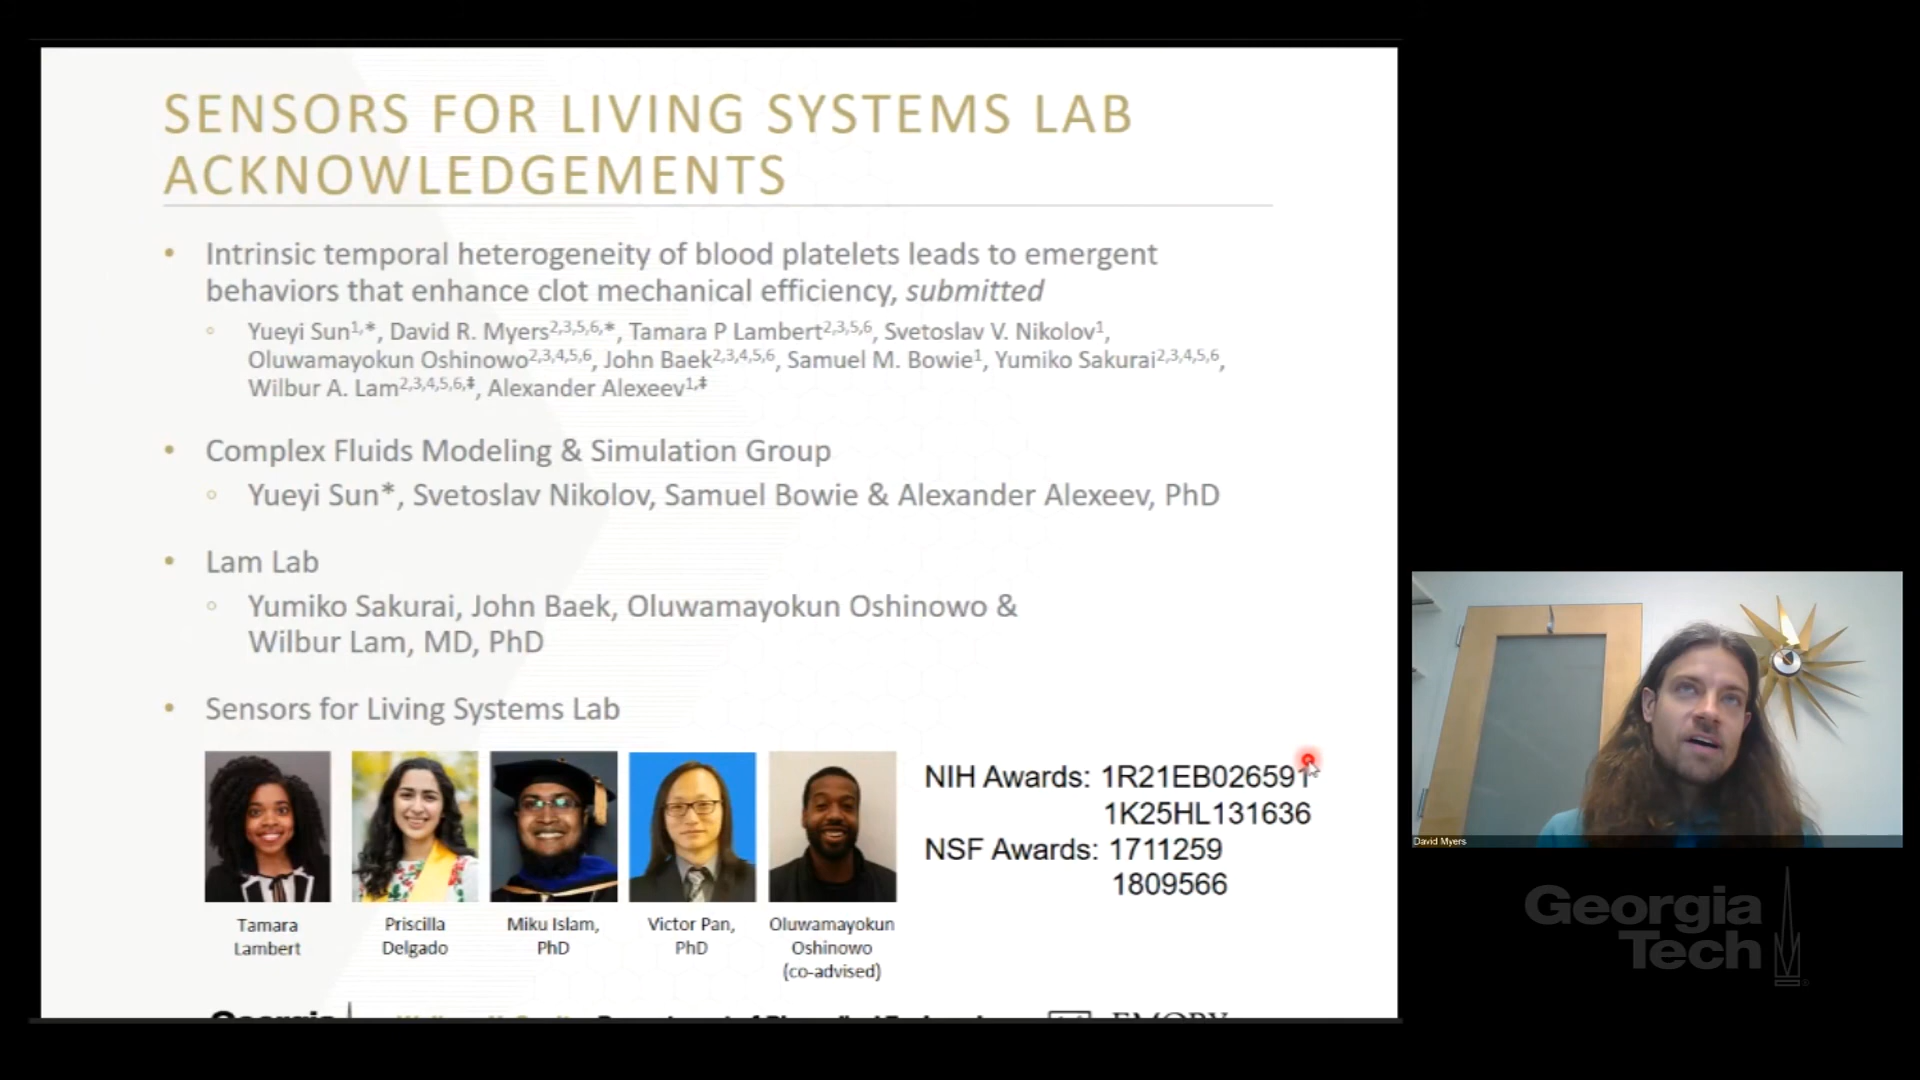 SENSORS FOR LIVING SYSTEMS LAB
ACKNOWLEDGEMENTS
• Intrinsic temporal heterogeneity of blood platelets leads to emergent
behaviors that enhance clot mechanical efficiency, submitted
◦ Yueyi Sun1,*, David R. Myers2,3,5,6,*, Tamara P Lambert2,3,5,6, Svetoslav V. Nikolov1,
Oluwamayokun Oshinowo2,3,4,5,6, John Baek2,3,4,5,6, Samuel M. Bowie1, Yumiko Sakurai2,3,4,5,6,
Wilbur A. Lam2,3,4,5,6,‡, Alexander Alexeev1,‡
• Complex Fluids Modeling & Simulation Group
◦ Yueyi Sun*, Svetoslav Nikolov, Samuel Bowie & Alexander Alexeev, PhD
• Lam Lab
◦ Yumiko Sakurai, John Baek, Oluwamayokun Oshinowo &
Wilbur Lam, MD, PhD
• Sensors for Living Systems Lab
Tamara
Lambert
Priscilla
Delgado
Miku Islam,
PhD
Victor Pan,
PhD
Oluwamayokun
Oshinowo
(co-advised)
NIH Awards: 1R21EB026591
1K25HL131636
NSF Awards: 1711259
1809566
Georgia
EMORY
David Myers
Georgia
Tech